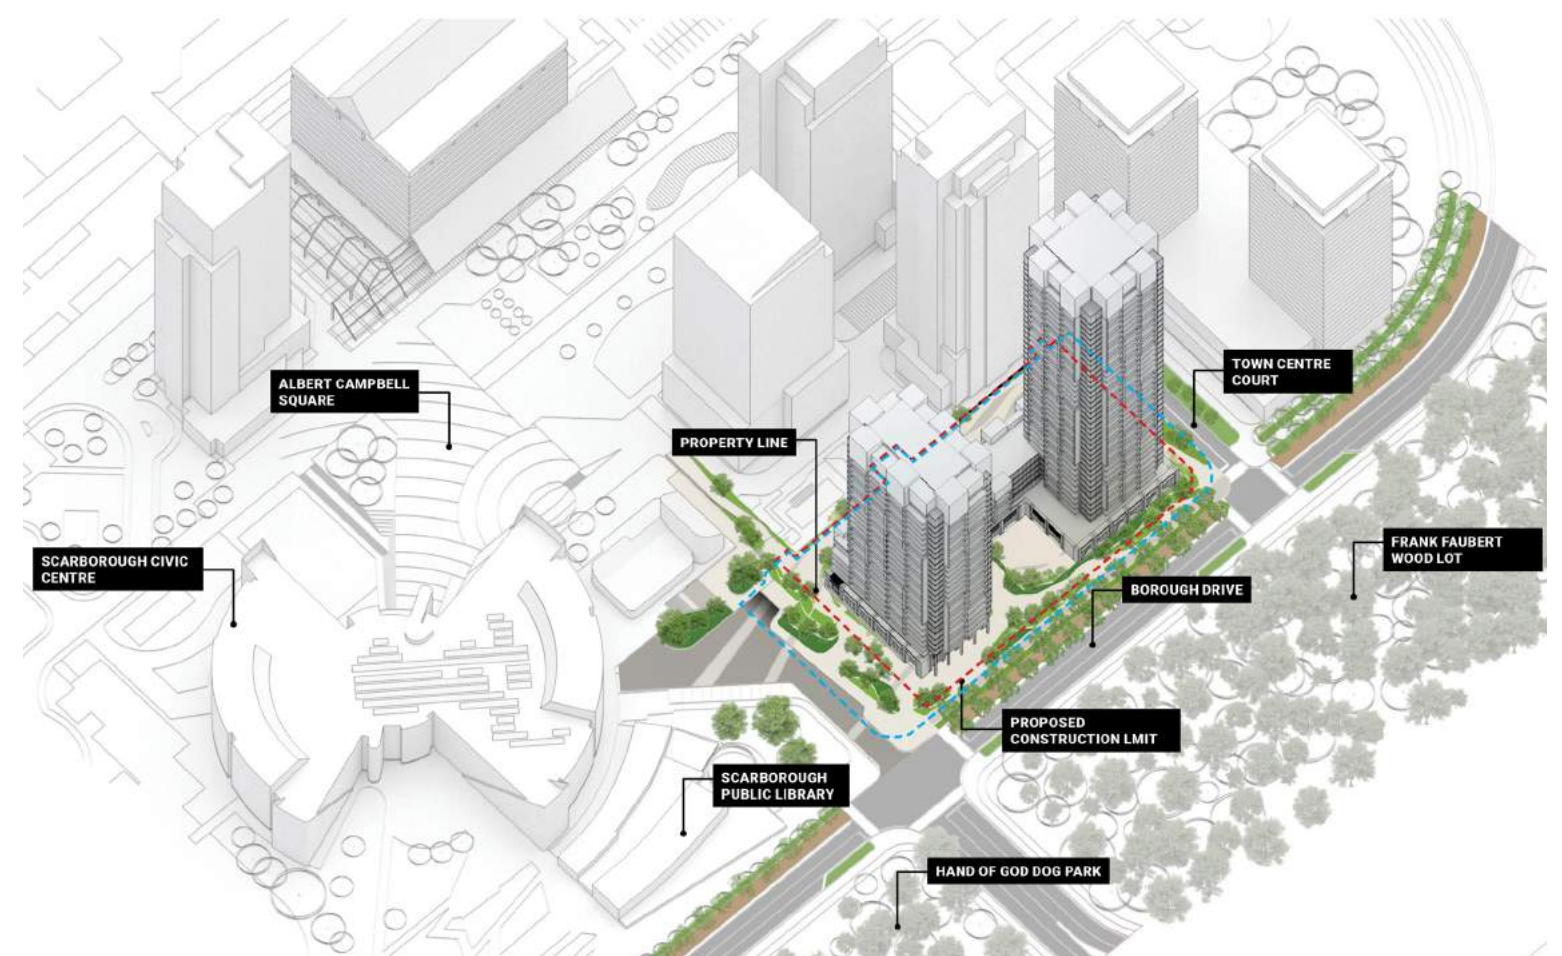 TOWN CENTRE
COURT
ALBERT CAMPBELL
SQUARE
PROPERTY LINE
FRANK FAUBERT
WOOD LOT
SCARBOROUGH CIVIC
CENTRE
BOROUGH DRIVE
PROPOSED
CONSTRUCTION LMIT
SCARBOROUGH
PUBLIC LIBRARY
HAND OF GOD DOG PARK